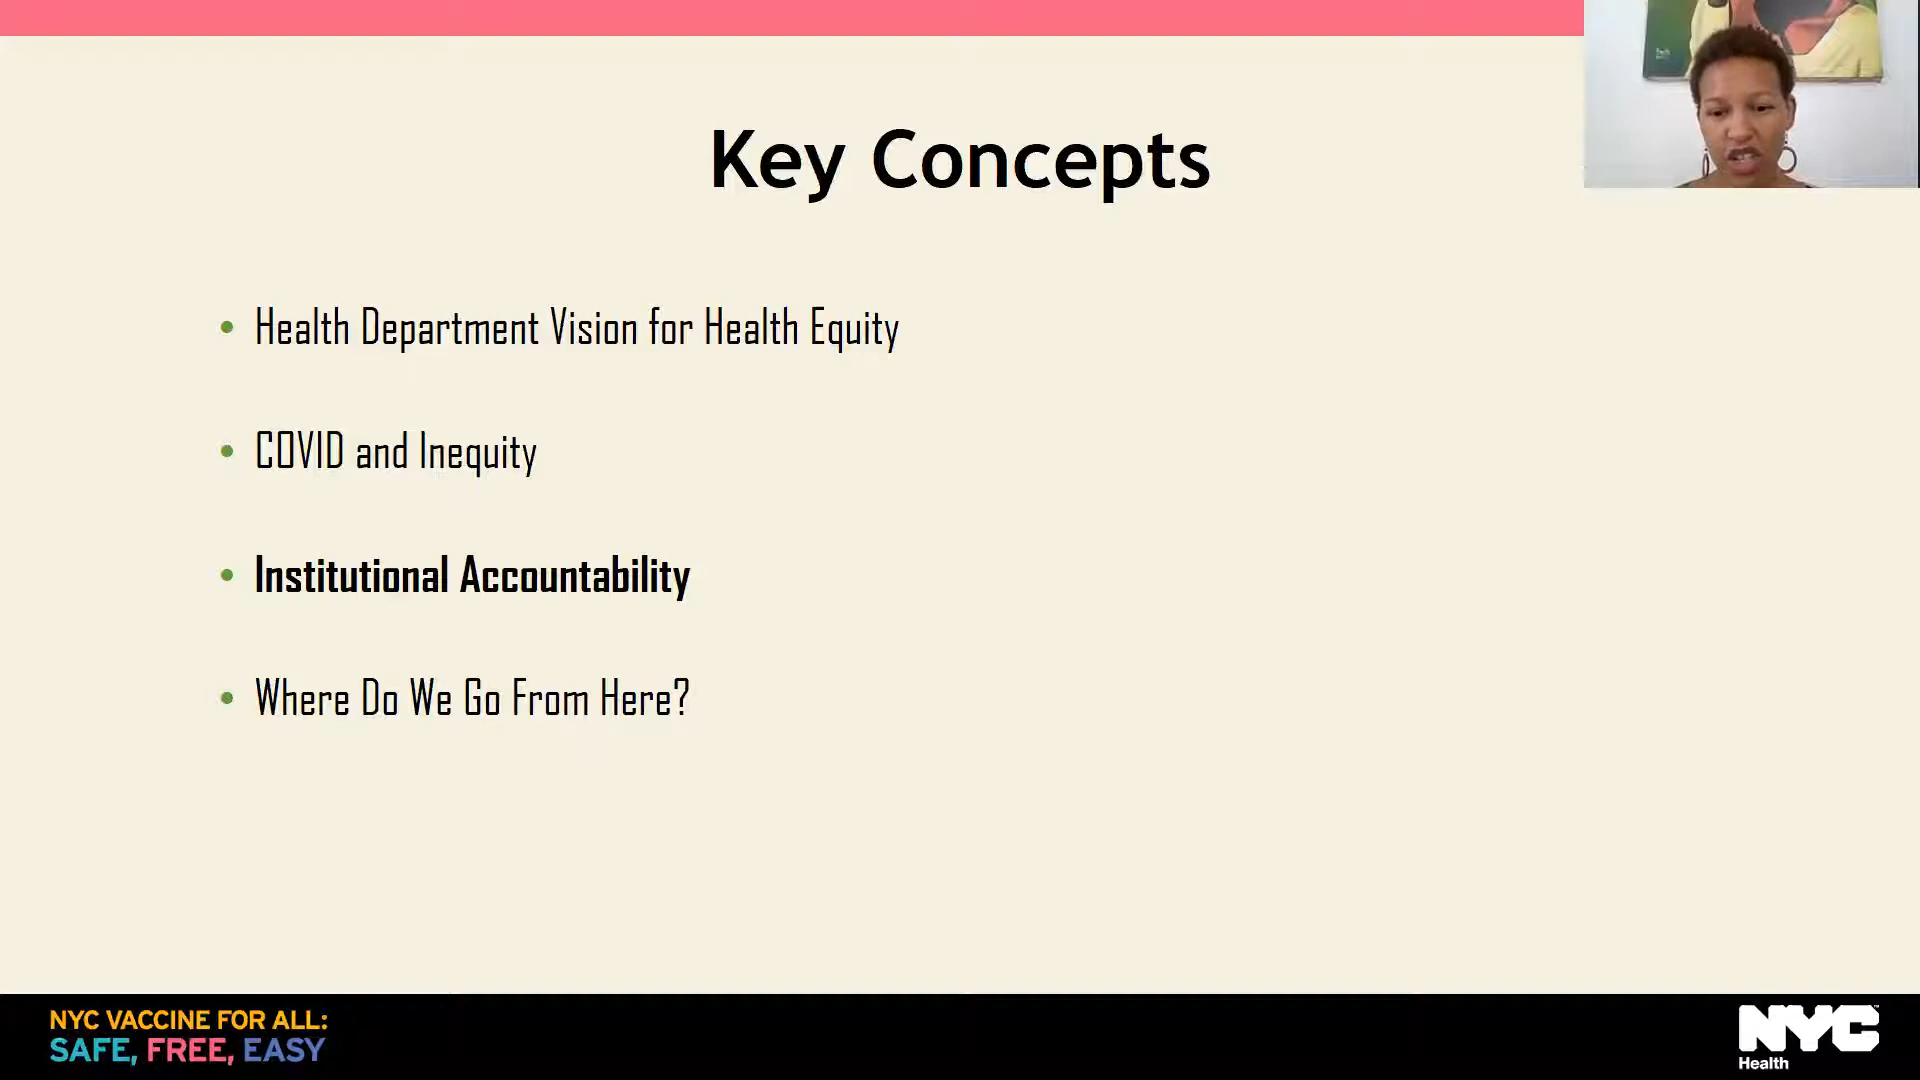 Key Concepts
• Health Department Vision for Health Equity
• COVID and Inequity
• Institutional Accountability
• Where Do We Go From Here?
NYC VACCINE FOR ALL:
SAFE, FREE, EASY
NYC
Health